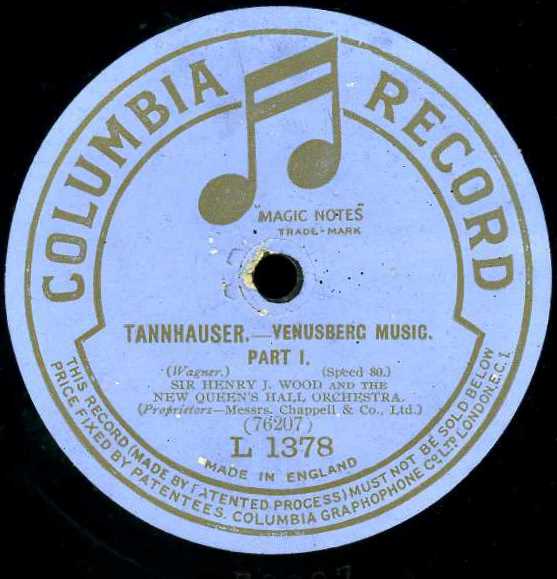 COLUMBIA RECORD
"MAGIC NOTES"
TRADE-MARK
TANNHAUSER.—VENUSBERG MUSIC.
PART 1.
(Wagner.) (Speed 80.)
SIR HENRY J. WOOD AND THE
NEW QUEEN'S HALL ORCHESTRA.
(Proprietors—Messrs. Chappell & Co., Ltd.)
(76207)
L 1378
MADE IN ENGLAND
THIS RECORD (MADE BY PATENTED PROCESS) MUST NOT BE SOLD BELOW
PRICE FIXED BY PATENTEES, COLUMBIA GRAPHOPHONE CO LTD LONDON.E.C.1.